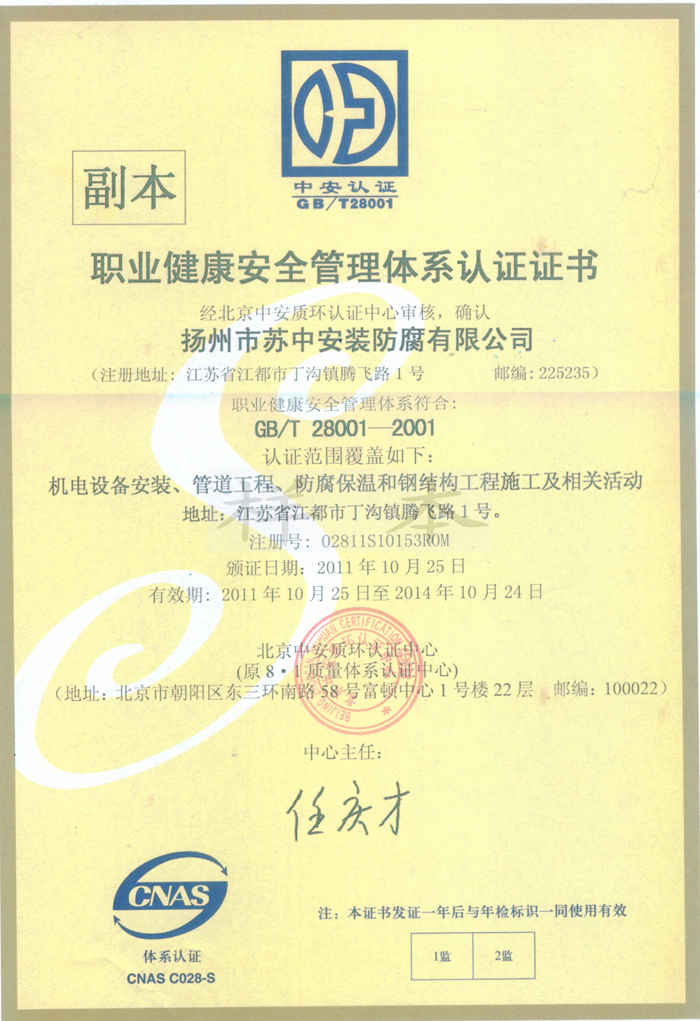 中安认证
GB/T28001
副本
职业健康安全管理体系认证证书
经北京中安质环认证中心审核，确认
扬州市苏中安装防腐有限公司
（注册地址：江苏省江都市丁沟镇腾飞路1号 邮编：225235）
职业健康安全管理体系符合：
GB/T 28001—2001
认证范围覆盖如下：
机电设备安装、管道工程、防腐保温和钢结构工程施工及相关活动
样本
地址：江苏省江都市丁沟镇腾飞路1号。
注册号：02811S10153R0M
颁证日期：2011年10月25日
有效期：2011年10月25日至2014年10月24日
北京中安质环认证中心
(原8·1质量体系认证中心)
（地址：北京市朝阳区东三环南路58号富顿中心1号楼22层 邮编：100022）
中心主任：
任庆才
CNAS
体系认证
CNAS C028-S
注：本证书发证一年后与年检标识一同使用有效
1监 2监